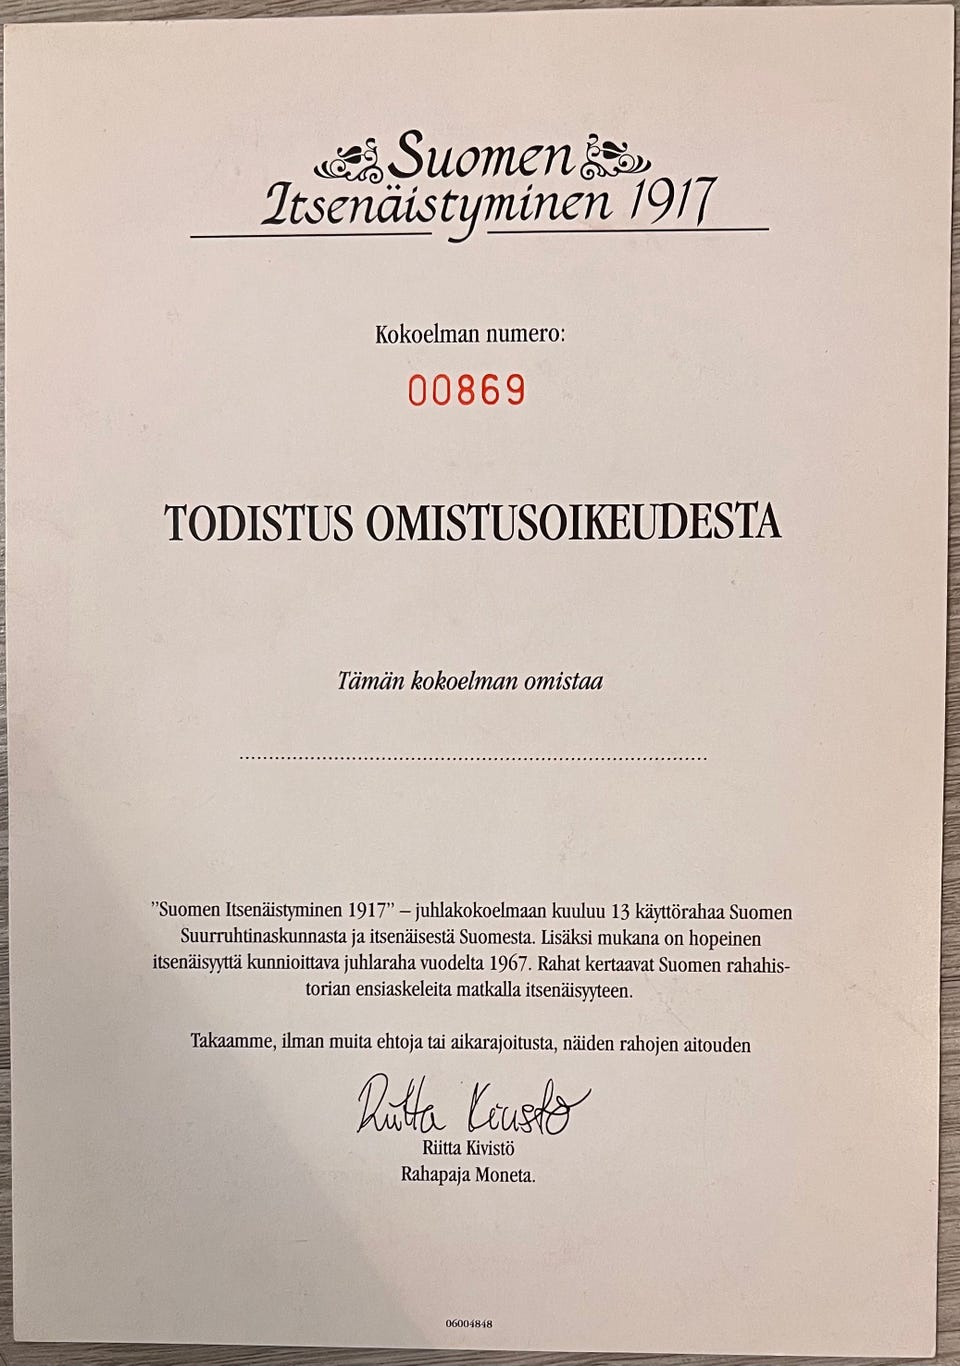 Suomen
Itsenäistyminen 1917
Kokoelman numero:
00869
TODISTUS OMISTUSOIKEUDESTA
Tämän kokoelman omistaa
................................................................................
”Suomen Itsenäistyminen 1917” – juhlakokoelmaan kuuluu 13 käyttörahaa Suomen
Suurruhtinaskunnasta ja itsenäisestä Suomesta. Lisäksi mukana on hopeinen
itsenäisyyttä kunnioittava juhlaraha vuodelta 1967. Rahat kertaavat Suomen rahahis-
torian ensiaskeleita matkalla itsenäisyyteen.
Takaamme, ilman muita ehtoja tai aikarajoitusta, näiden rahojen aitouden
Riitta Kivistö
Riitta Kivistö
Rahapaja Moneta.
06004848